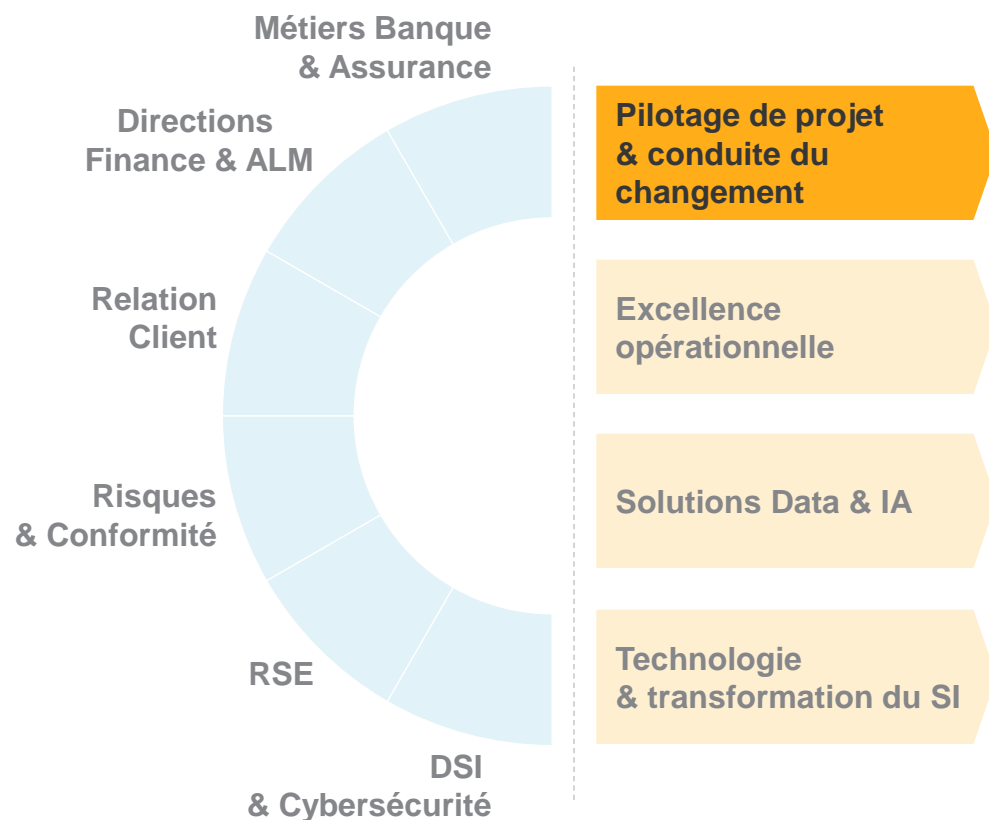 Métiers Banque
& Assurance
Directions
Finance & ALM
Relation
Client
Risques
& Conformité
RSE
DSI
& Cybersécurité
Pilotage de projet
& conduite du
changement
Excellence
opérationnelle
Solutions Data & IA
Technologie
& transformation du SI